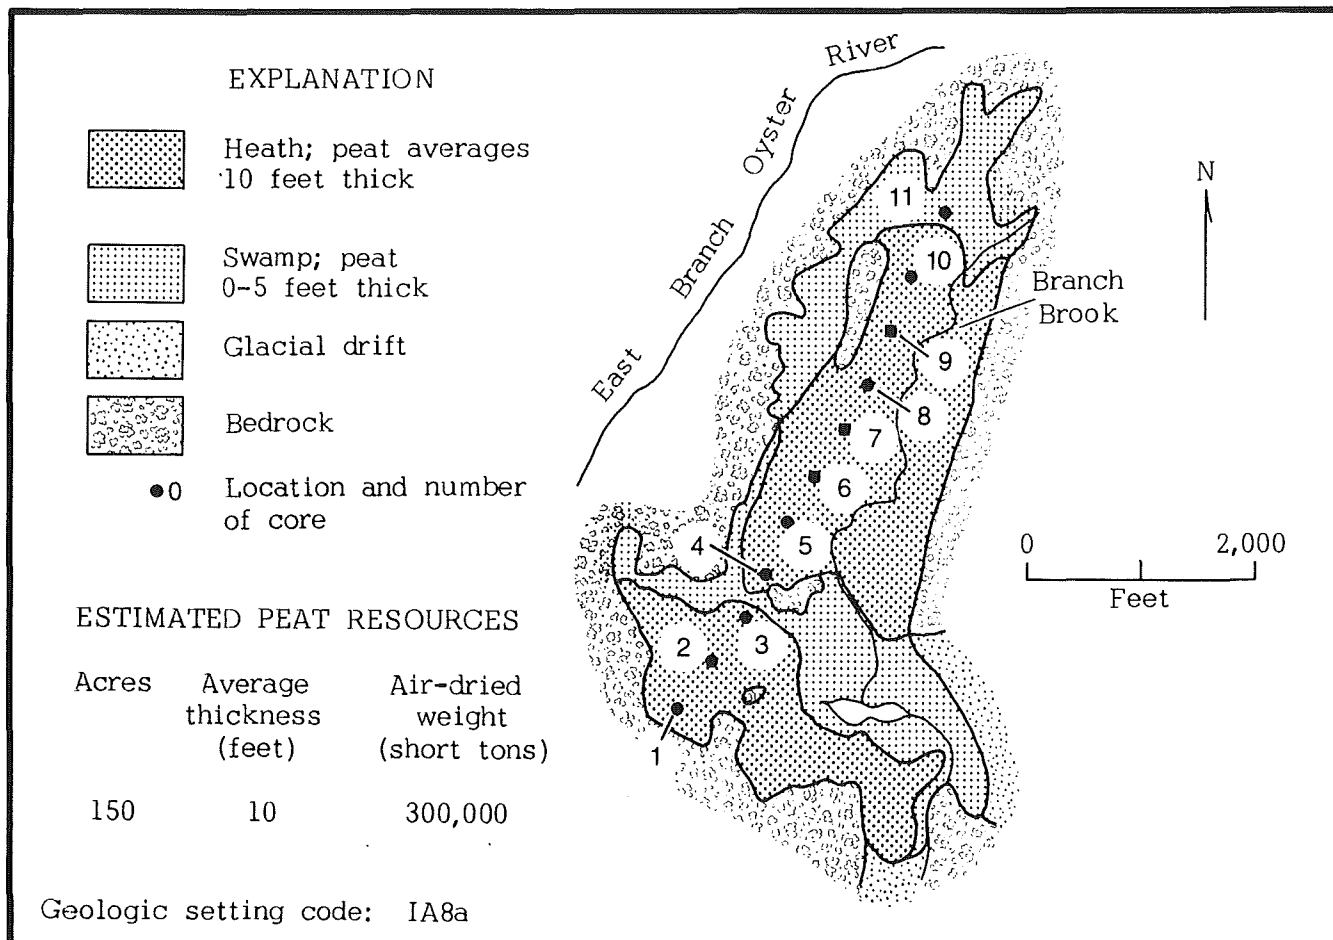 EXPLANATION
Heath; peat averages
10 feet thick
Swamp; peat
0-5 feet thick
Glacial drift
Bedrock
0 Location and number
of core
ESTIMATED PEAT RESOURCES
Acres Average thickness (feet) Air-dried weight (short tons)
150 10 300,000
Geologic setting code: IA8a
East Branch Oyster River
N
Branch
Brook
11
10
9
8
7
6
5
4
3
2
1
0 2,000
Feet